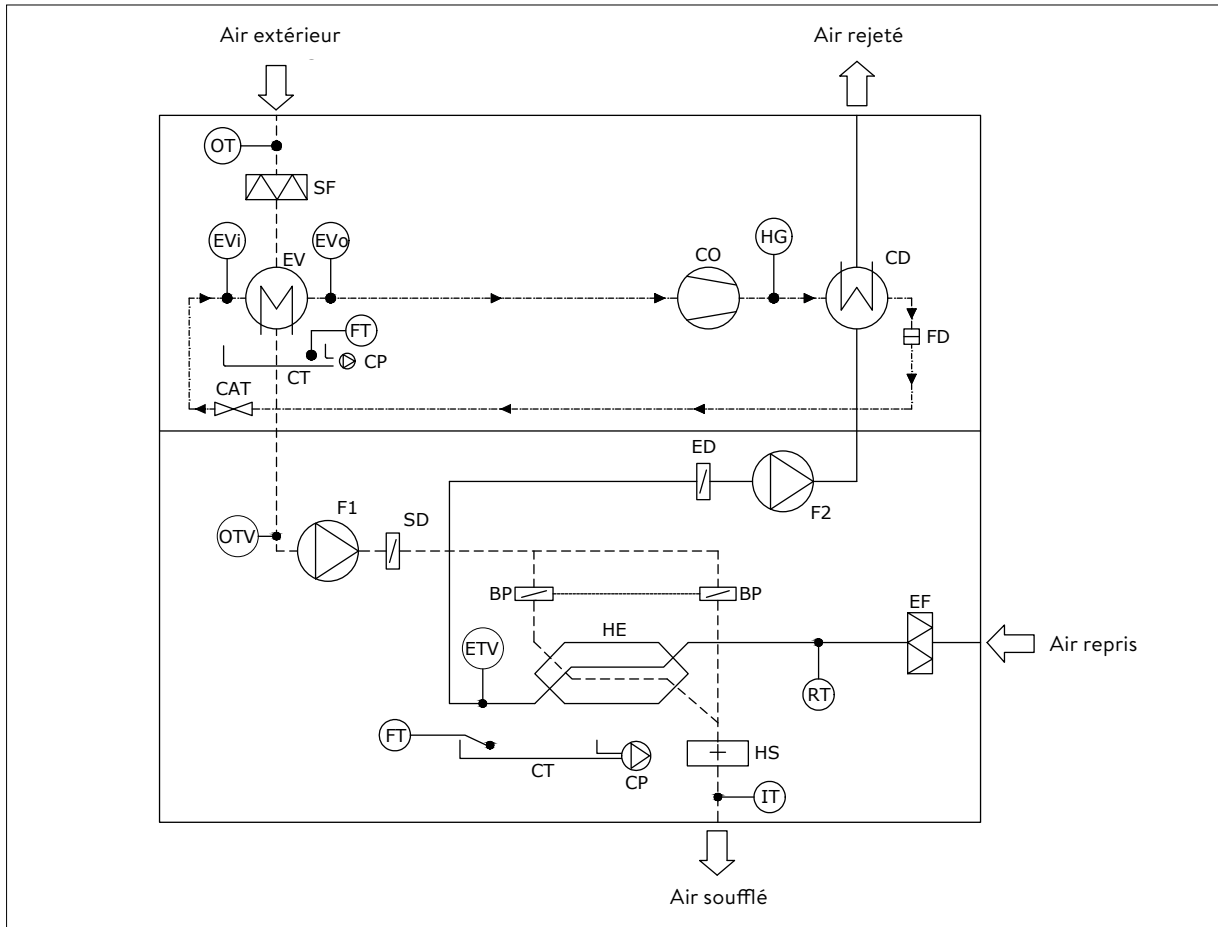 Air extérieur
Air rejeté
OT
SF
EVi
EVo
EV
CO
HG
CD
FT
CP
FD
CT
CAT
ED
F1
SD
F2
OTV
BP
BP
EF
HE
ETV
Air repris
RT
FT
HS
CT
CP
IT
Air soufflé